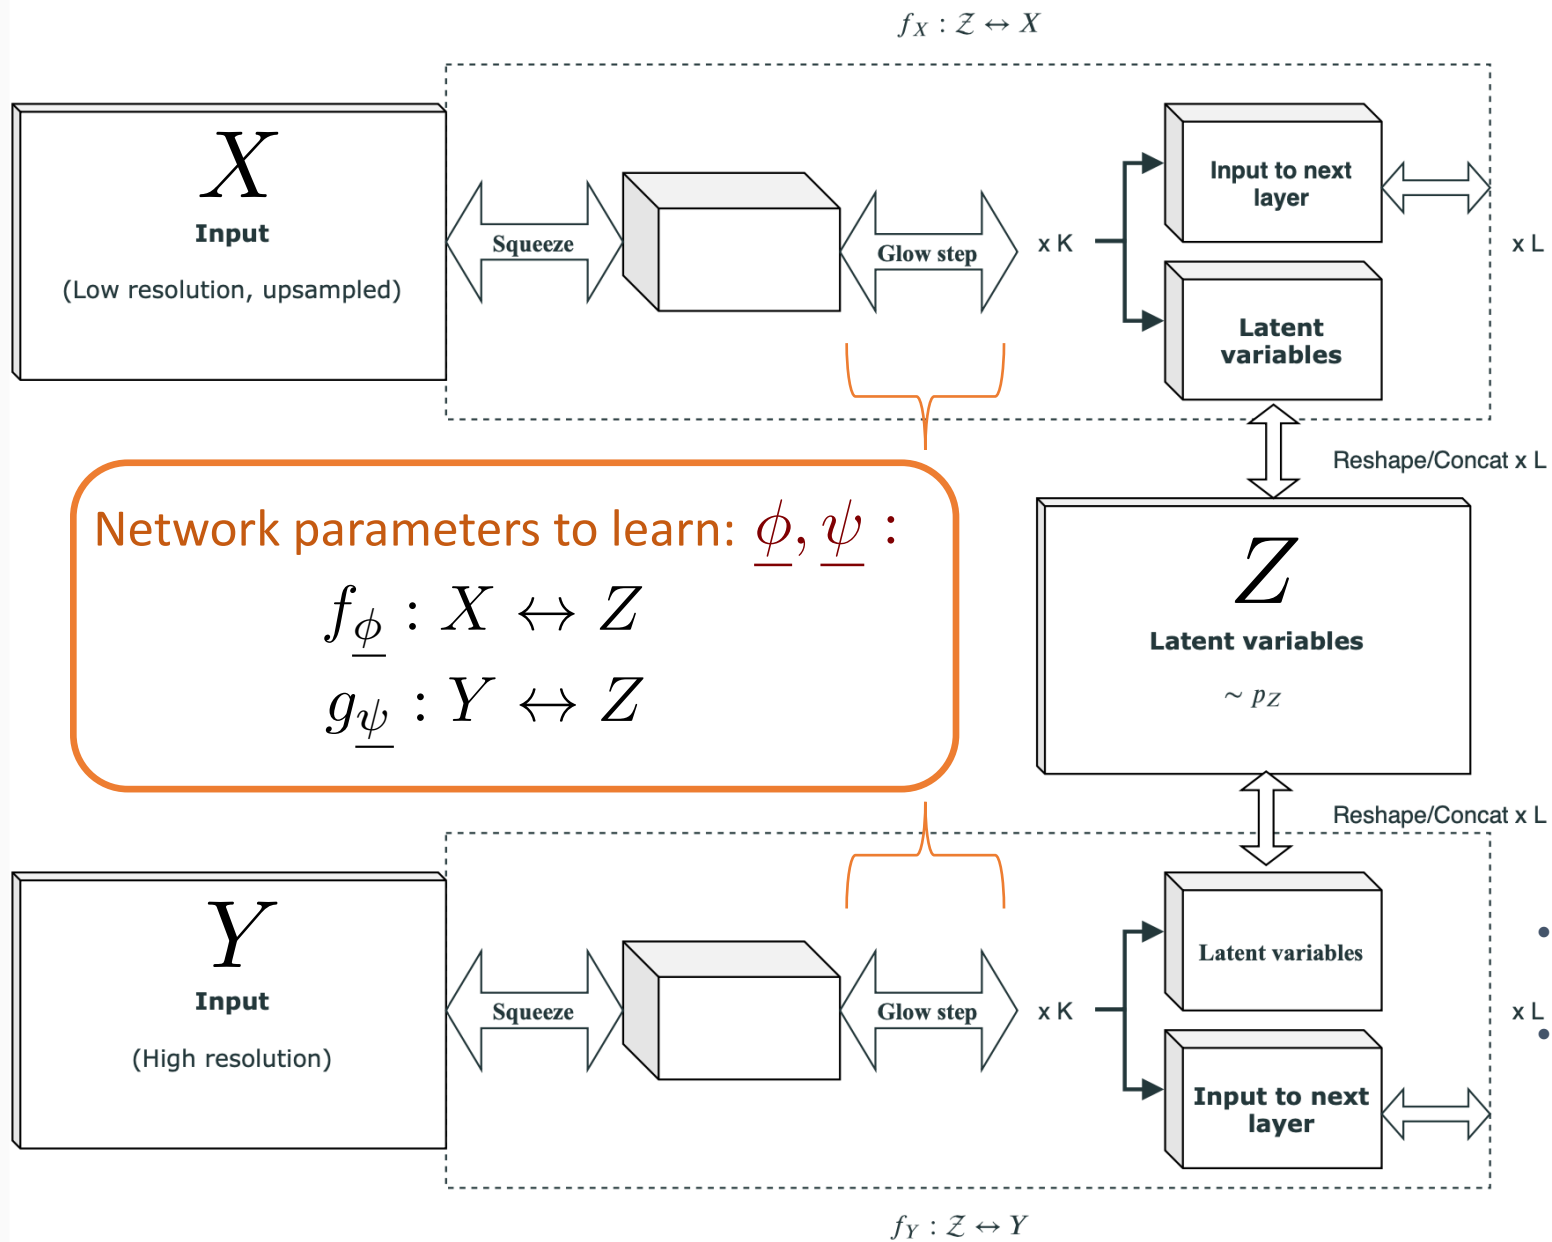 f_X : 𝒵 ↔ X
X
Input
(Low resolution, upsampled)
Squeeze
Glow step
x K
Input to next
layer
Latent
variables
x L
Reshape/Concat x L
Network parameters to learn: ϕ, ψ :
f_ϕ : X ↔ Z
g_ψ : Y ↔ Z
Z
Latent variables
∼ p_Z
Reshape/Concat x L
Y
Input
(High resolution)
Squeeze
Glow step
x K
Latent variables
Input to next
layer
x L
f_Y : 𝒵 ↔ Y